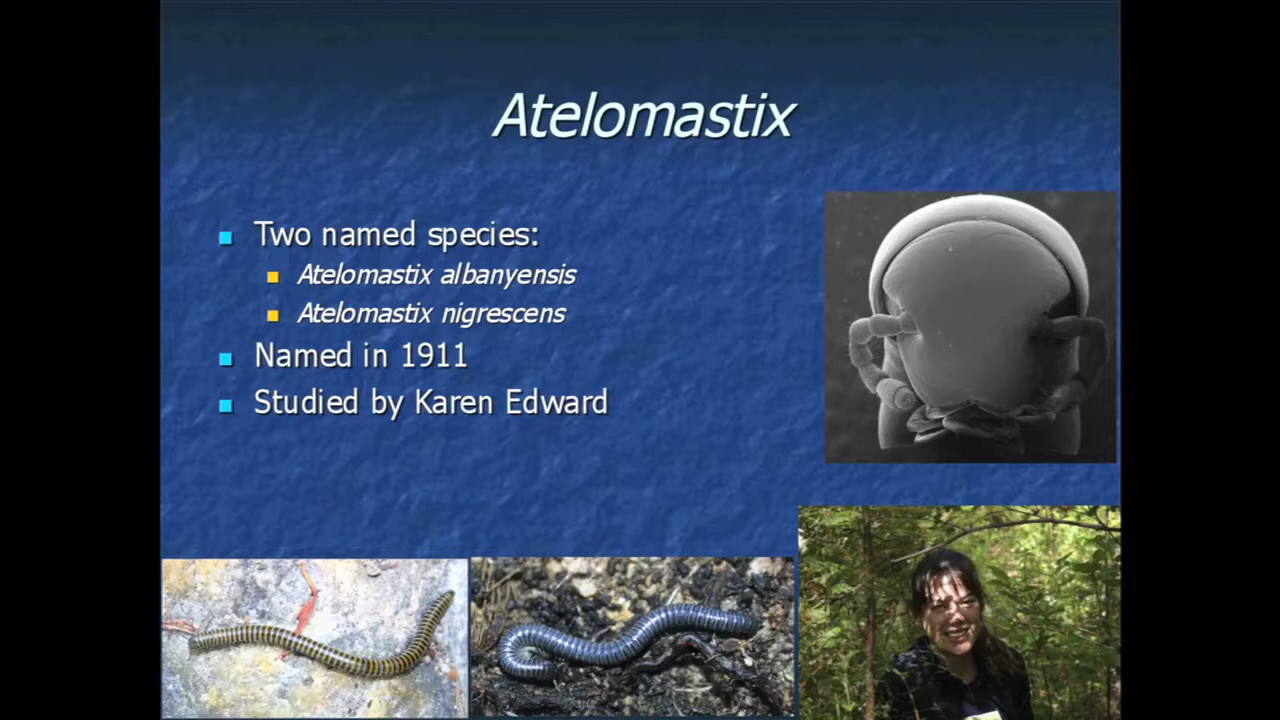 Atelomastix
Two named species:
Atelomastix albanyensis
Atelomastix nigrescens
Named in 1911
Studied by Karen Edward